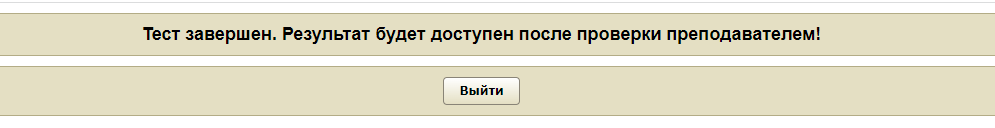 Тест завершен. Результат будет доступен после проверки преподавателем!
Выйти